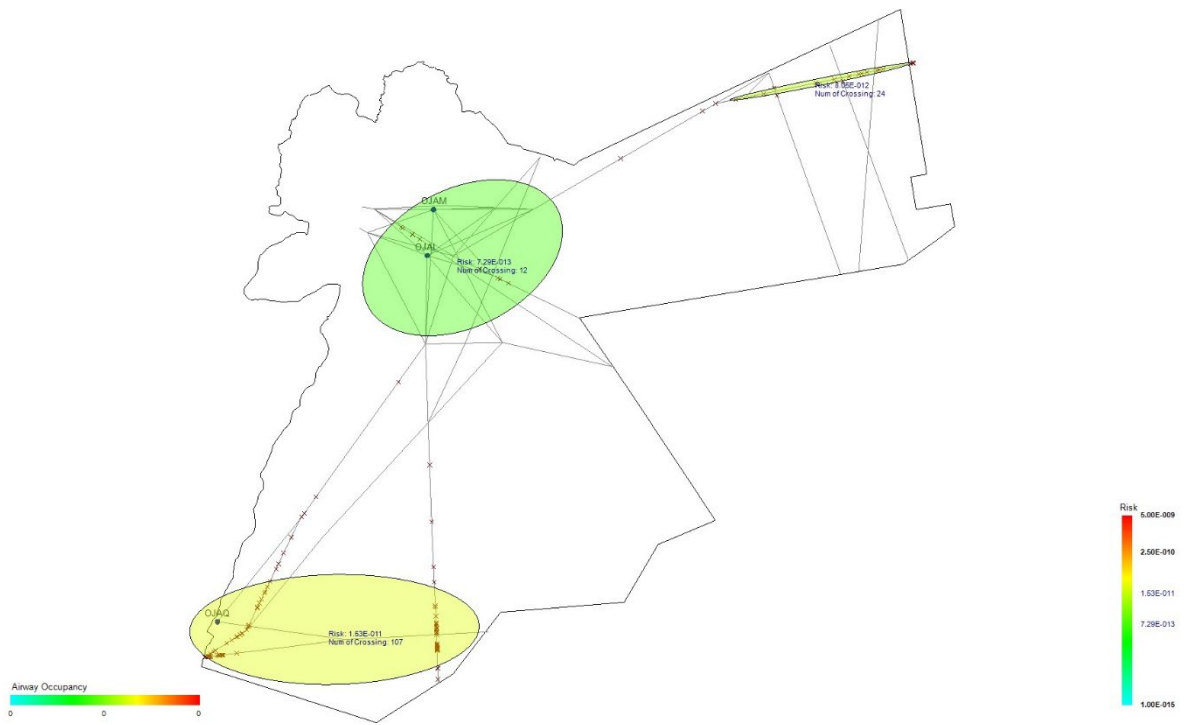 Risk: 8.05E-012
Num of Crossing: 24
OJAM
OJAI
Risk: 7.29E-013
Num of Crossing: 12
OJAQ
Risk: 1.53E-011
Num of Crossing: 107
Airway Occupancy
0 0 0
Risk
5.00E-009
2.50E-010
1.53E-011
7.29E-013
1.00E-015